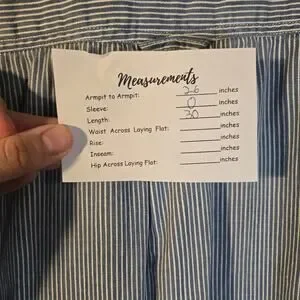 Measurements
Armpit to Armpit: 26 inches
Sleeve: 0 inches
Length: 30 inches
Waist Across Laying Flat: inches
Rise: inches
Inseam: inches
Hip Across Laying Flat: inches